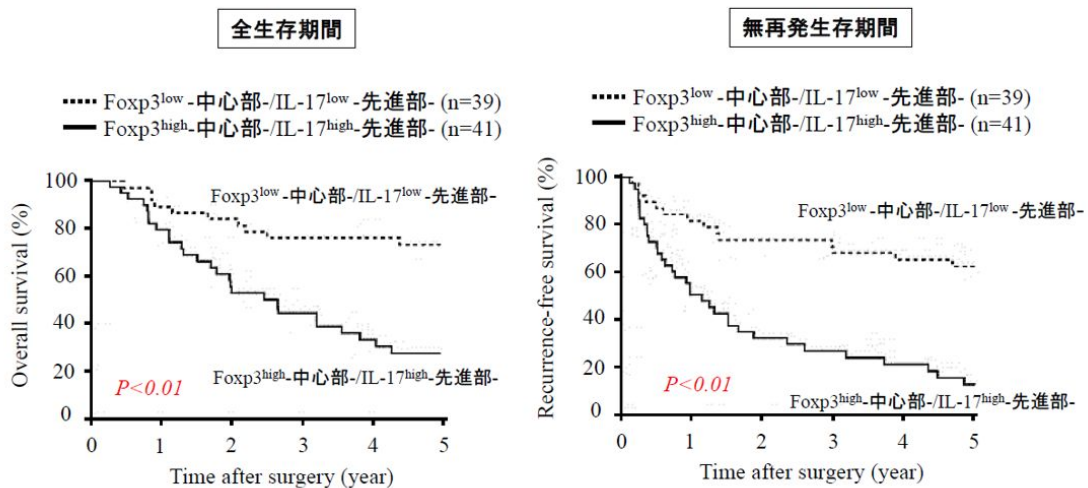 全生存期間
Foxp3low-中心部-/IL-17low-先進部- (n=39)
Foxp3high-中心部-/IL-17high-先進部- (n=41)
Overall survival (%)
100
80
60
40
20
0
Foxp3low-中心部-/IL-17low-先進部-
Foxp3high-中心部-/IL-17high-先進部-
P<0.01
0 1 2 3 4 5
Time after surgery (year)
無再発生存期間
Foxp3low-中心部-/IL-17low-先進部- (n=39)
Foxp3high-中心部-/IL-17high-先進部- (n=41)
Recurrence-free survival (%)
100
80
60
40
20
0
Foxp3low-中心部-/IL-17low-先進部-
P<0.01
Foxp3high-中心部-/IL-17high-先進部-
0 1 2 3 4 5
Time after surgery (year)